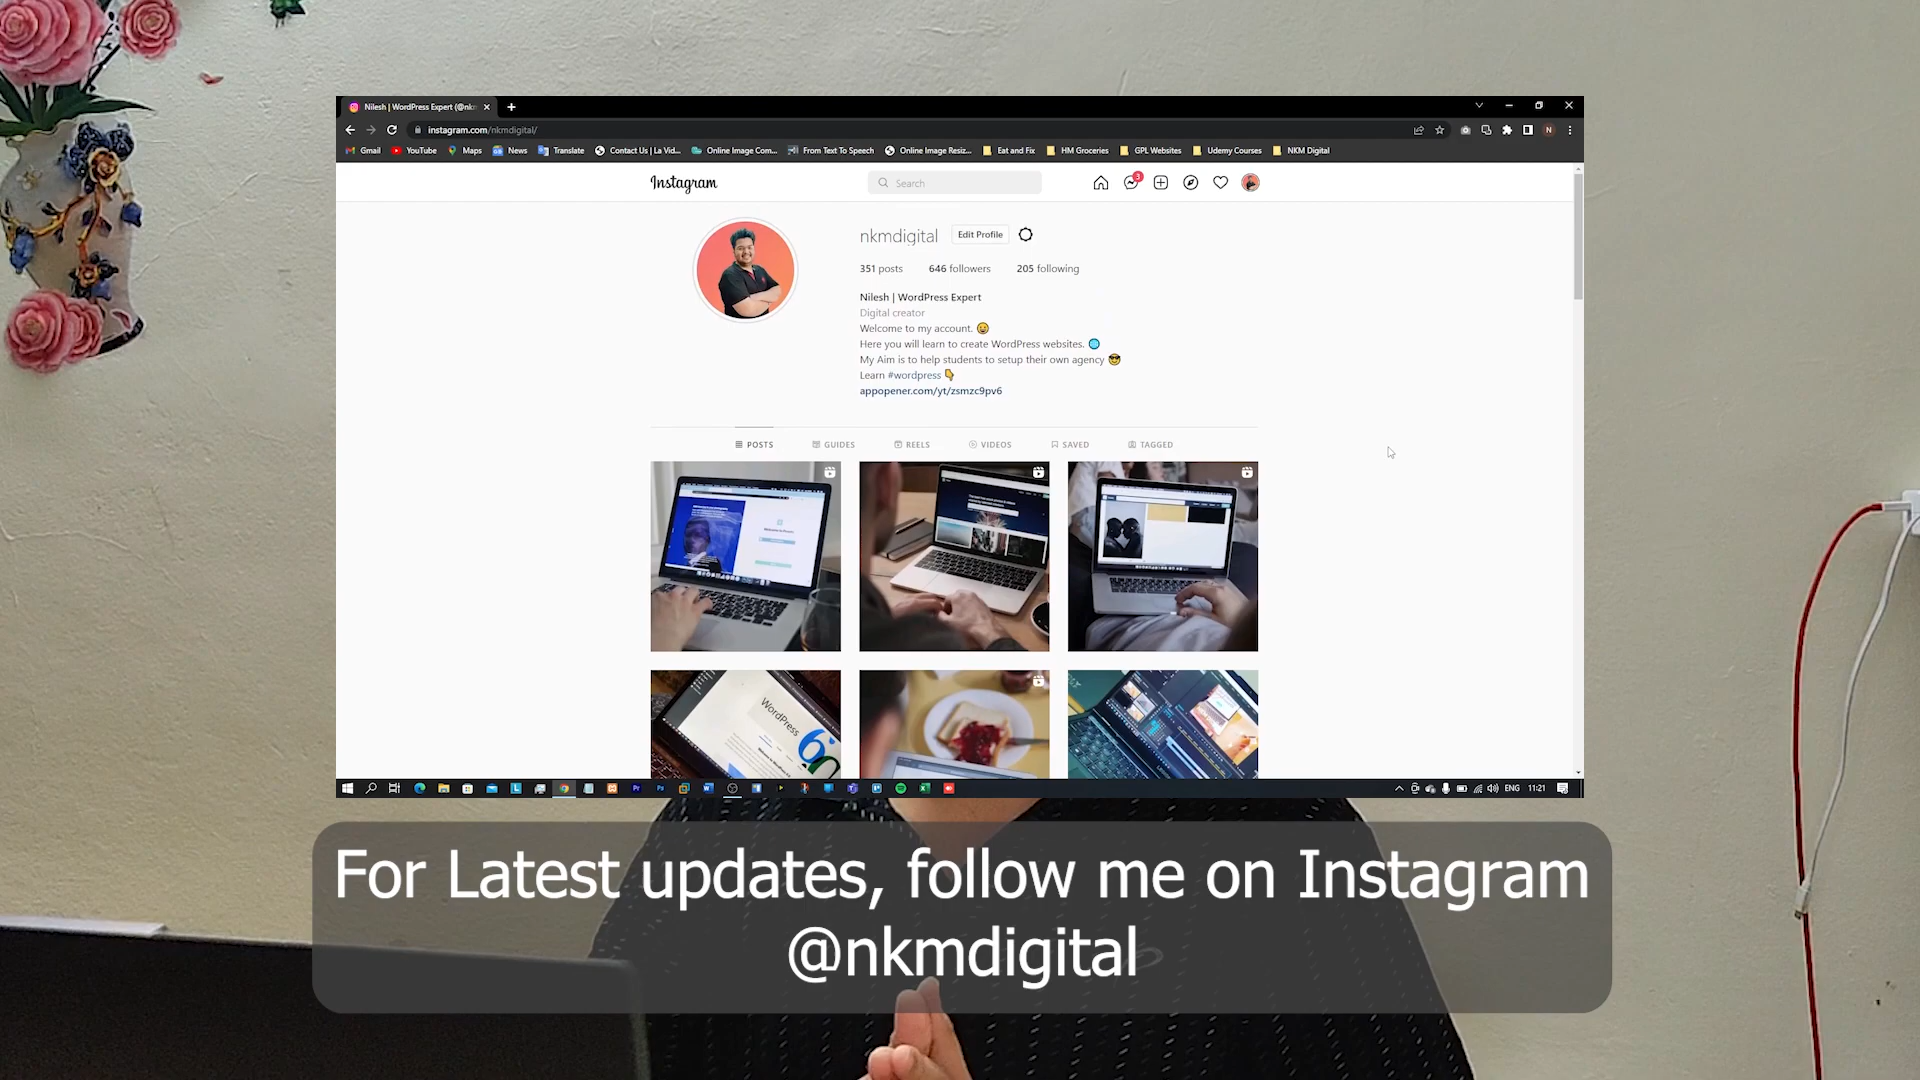 Nilesh | WordPress Expert (@nk
instagram.com/nkmdigital/
Gmail YouTube Maps News Translate Contact Us | La Vid... Online Image Com... From Text To Speech Online Image Resiz... Eat and Fix HM Groceries GPL Websites Udemy Courses NKM Digital
Instagram
Search
3
nkmdigital Edit Profile
351 posts 646 followers 205 following
Nilesh | WordPress Expert
Digital creator
Welcome to my account.
Here you will learn to create WordPress websites.
My Aim is to help students to setup their own agency
Learn #wordpress
appopener.com/yt/zsmzc9pv6
POSTS GUIDES REELS VIDEOS SAVED TAGGED
WordPress
ENG 11:21
For Latest updates, follow me on Instagram
@nkmdigital